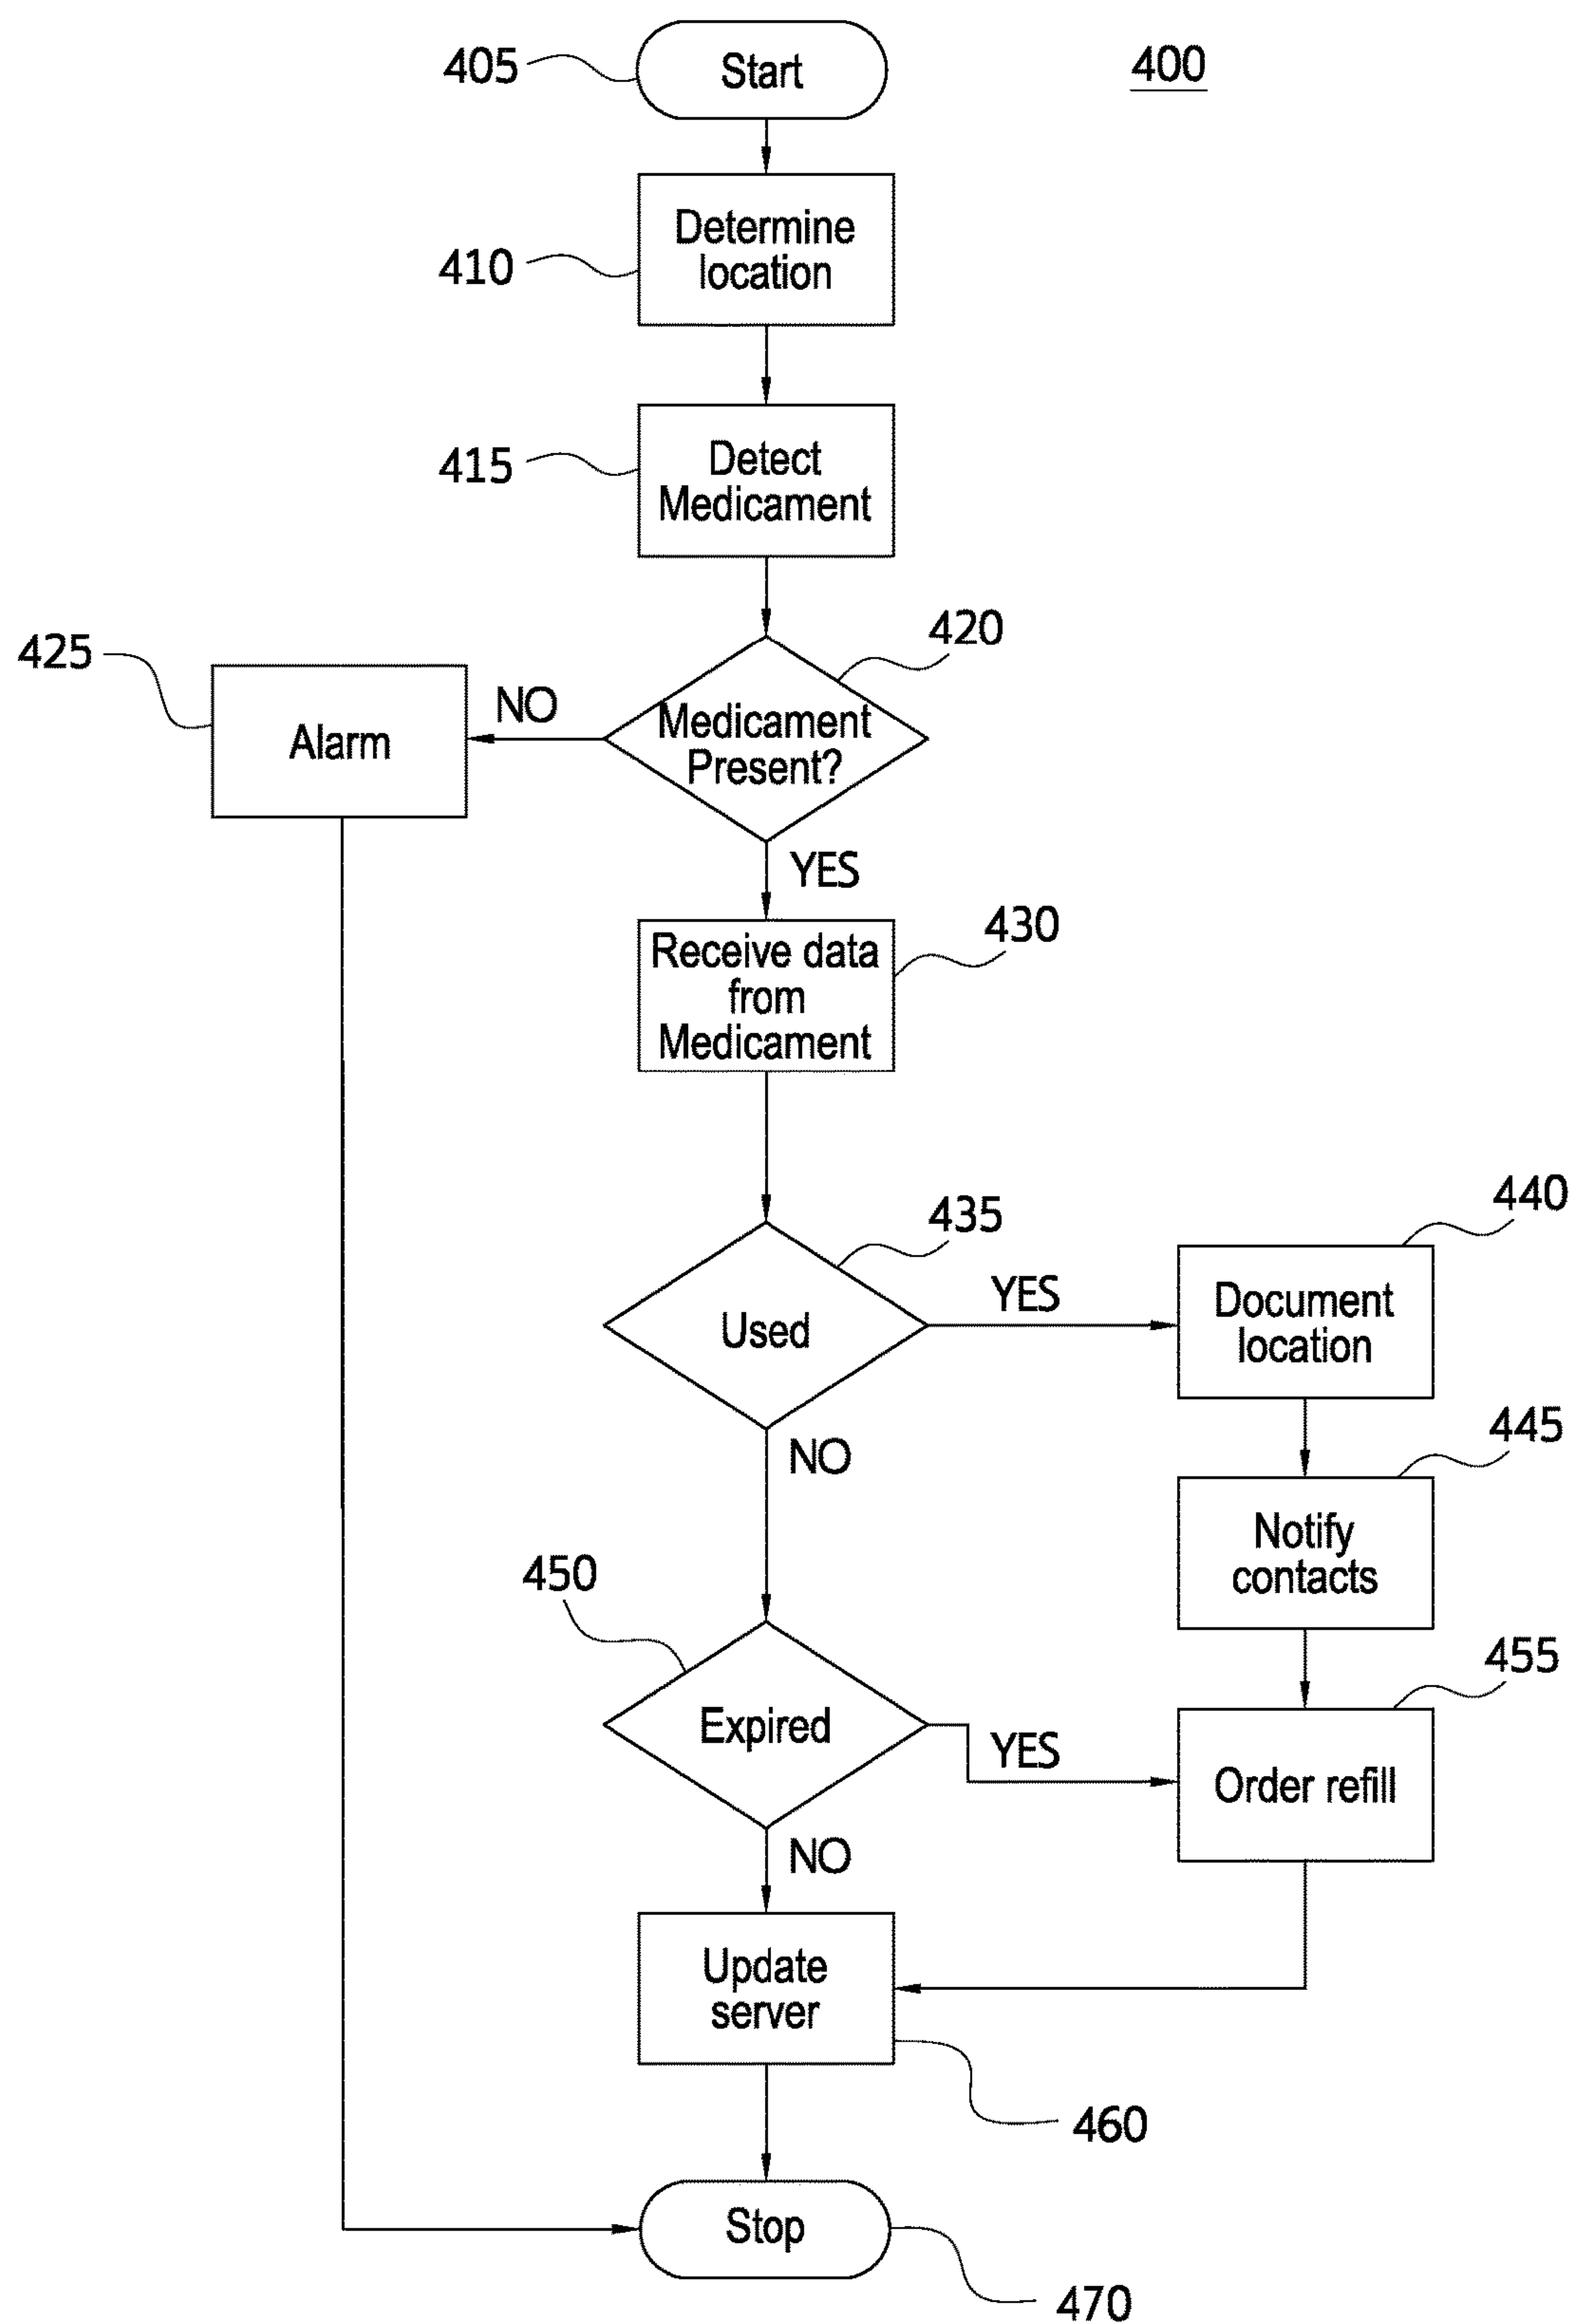 405
Start
400
410
Determine
location
415
Detect
Medicament
420
425
Alarm
NO
Medicament
Present?
YES
430
Receive data
from
Medicament
435
Used
YES
440
Document
location
NO
445
Notify
contacts
450
Expired
YES
455
Order refill
NO
Update
server
460
Stop
470